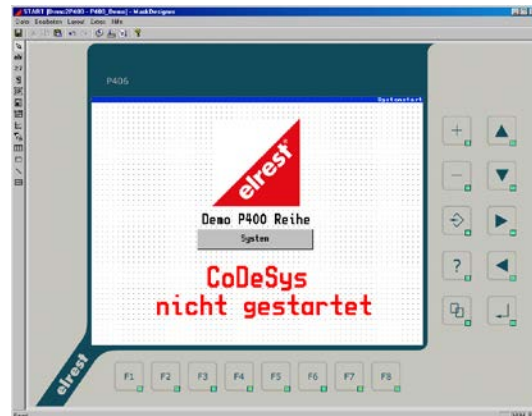 START [Demo2P400 - P400_Demo] - MaskDesigner
Datei Bearbeiten Layout Extras Hilfe
P406
Systemstart
elrest
Demo P400 Reihe
System
CoDeSys
nicht gestartet
+
-
?
elrest
F1 F2 F3 F4 F5 F6 F7 F8